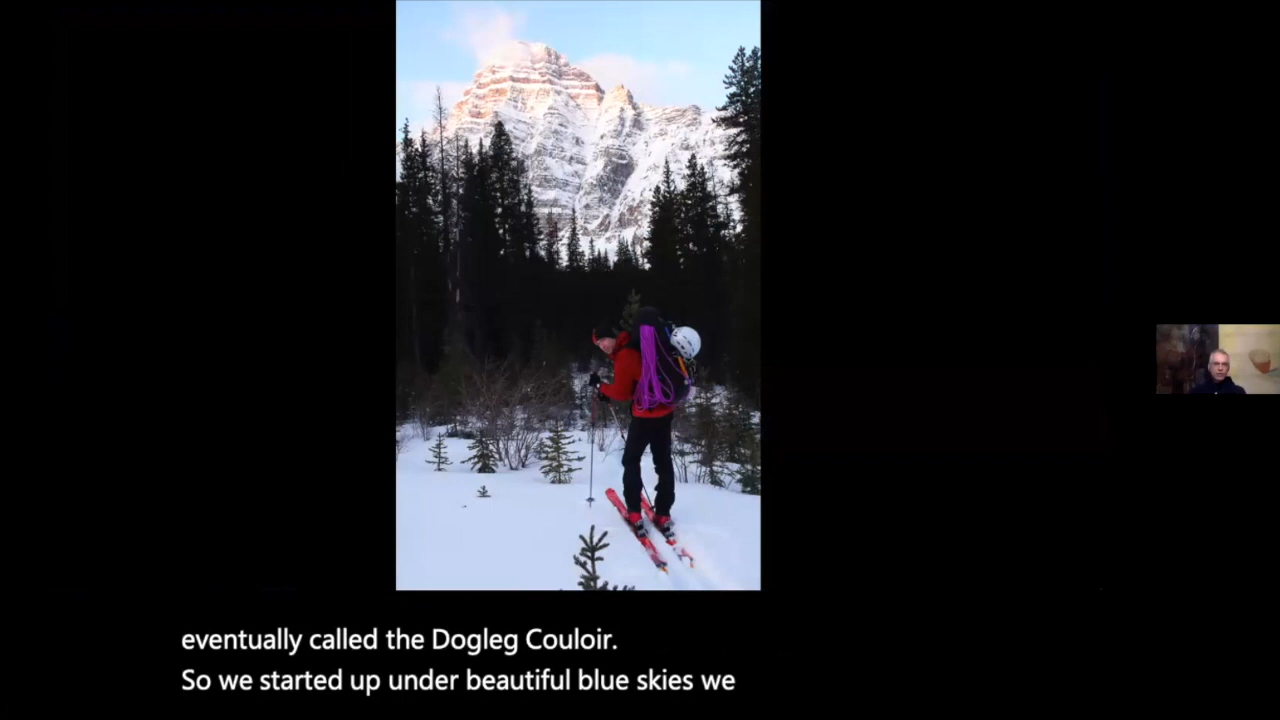 eventually called the Dogleg Couloir.
So we started up under beautiful blue skies we